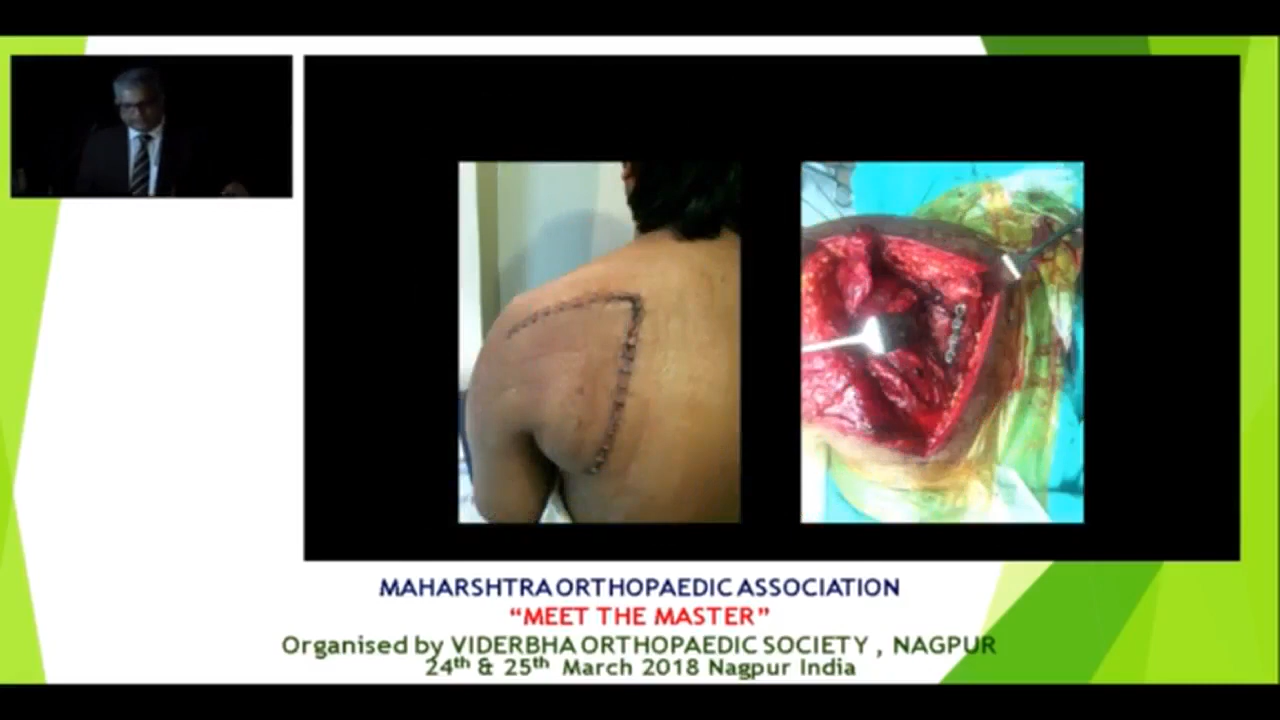 MAHARSHTRA ORTHOPAEDIC ASSOCIATION
“MEET THE MASTER”
Organised by VIDERBHA ORTHOPAEDIC SOCIETY , NAGPUR
24th & 25th March 2018 Nagpur India